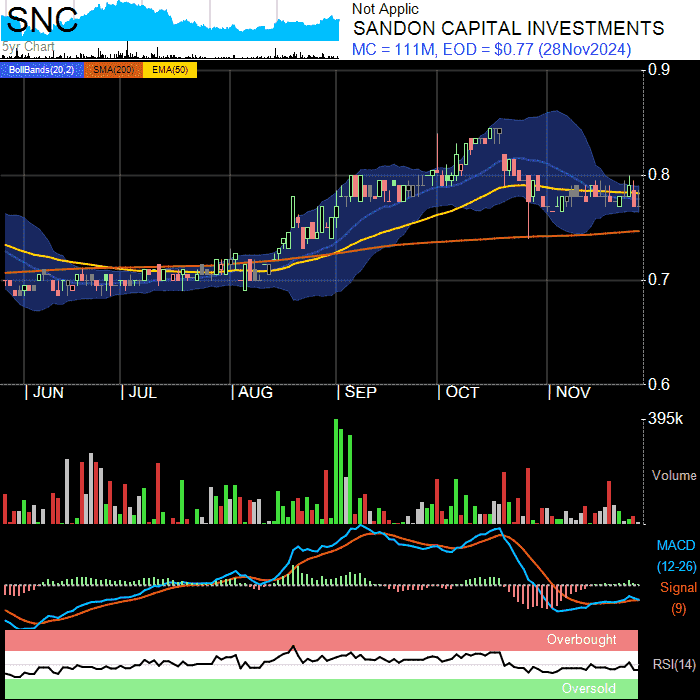 SNC
5yr Chart
Not Applic
SANDON CAPITAL INVESTMENTS
MC = 111M, EOD = $0.77 (28Nov2024)
BollBands(20,2) SMA(200) EMA(50)
0.9
0.8
0.7
0.6
JUN JUL AUG SEP OCT NOV
395k
Volume
MACD
(12-26)
Signal
(9)
Overbought
RSI(14)
Oversold